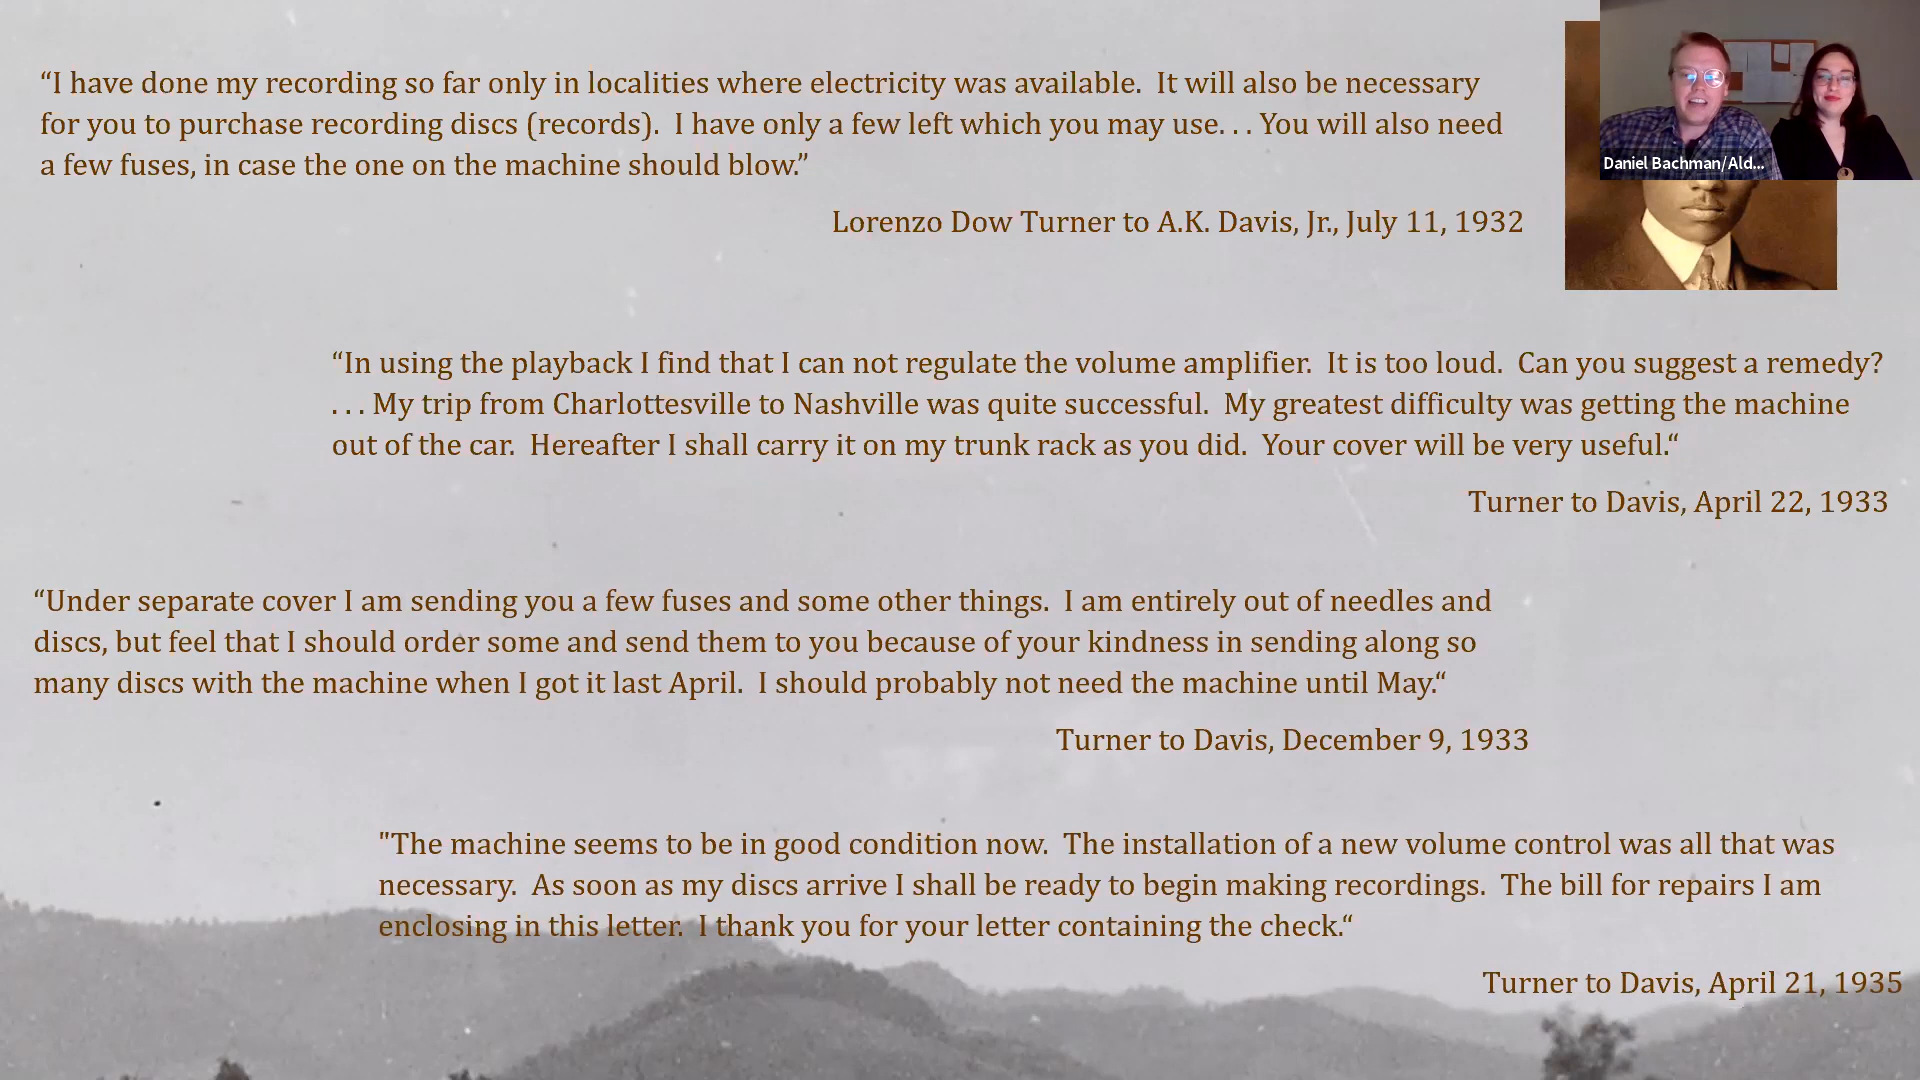 “I have done my recording so far only in localities where electricity was available.  It will also be necessary
for you to purchase recording discs (records).  I have only a few left which you may use. . . You will also need
a few fuses, in case the one on the machine should blow.”
Lorenzo Dow Turner to A.K. Davis, Jr., July 11, 1932
Daniel Bachman/Ald...
“In using the playback I find that I can not regulate the volume amplifier.  It is too loud.  Can you suggest a remedy?
. . . My trip from Charlottesville to Nashville was quite successful.  My greatest difficulty was getting the machine
out of the car.  Hereafter I shall carry it on my trunk rack as you did.  Your cover will be very useful.“
Turner to Davis, April 22, 1933
“Under separate cover I am sending you a few fuses and some other things.  I am entirely out of needles and
discs, but feel that I should order some and send them to you because of your kindness in sending along so
many discs with the machine when I got it last April.  I should probably not need the machine until May.“
Turner to Davis, December 9, 1933
"The machine seems to be in good condition now.  The installation of a new volume control was all that was
necessary.  As soon as my discs arrive I shall be ready to begin making recordings.  The bill for repairs I am
enclosing in this letter.  I thank you for your letter containing the check.“
Turner to Davis, April 21, 1935